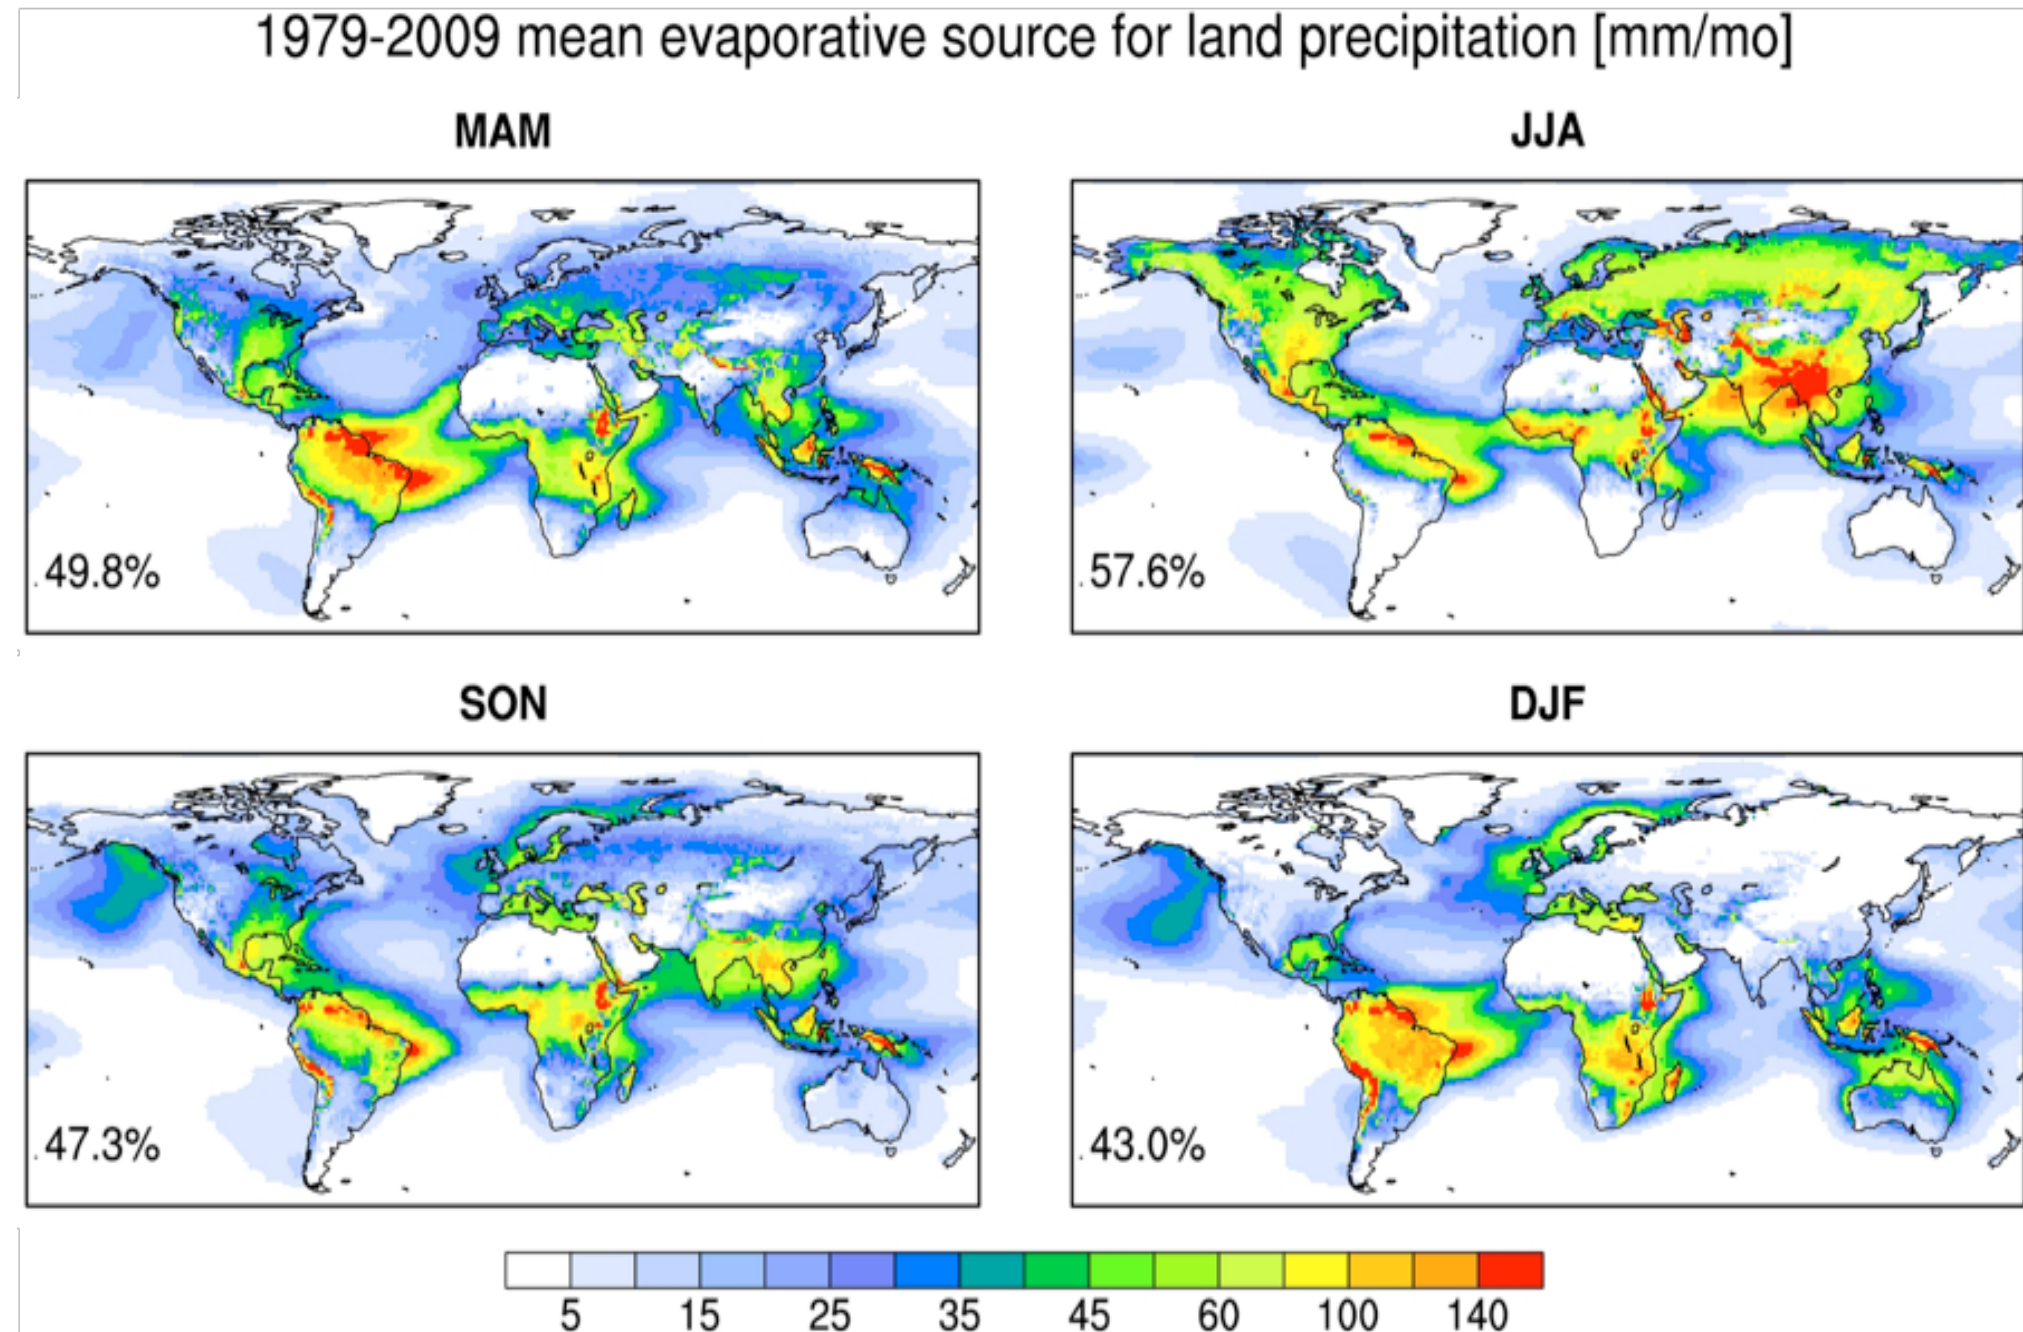 1979-2009 mean evaporative source for land precipitation [mm/mo]
MAM
JJA
49.8%
57.6%
SON
DJF
47.3%
43.0%
5 15 25 35 45 60 100 140